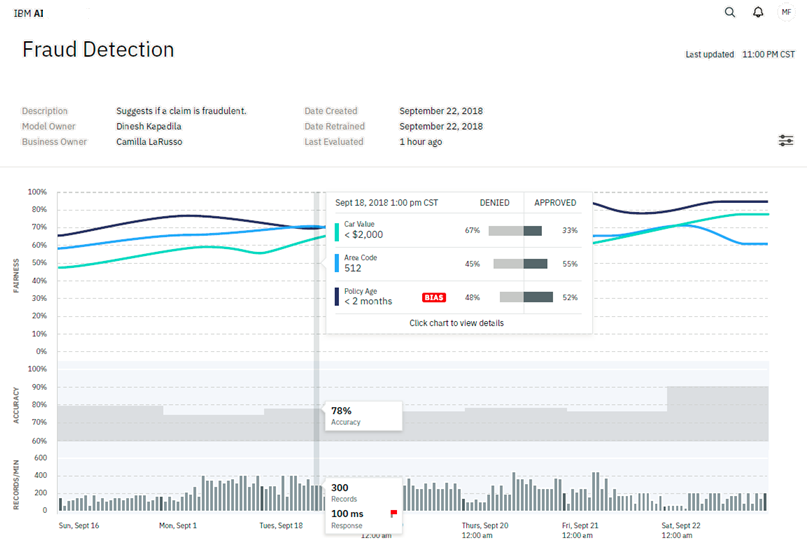 IBM AI
MF
Fraud Detection
Last updated 11:00 PM CST
Description Suggests if a claim is fraudulent. Date Created September 22, 2018
Model Owner Dinesh Kapadila Date Retrained September 22, 2018
Business Owner Camilla LaRusso Last Evaluated 1 hour ago
FAIRNESS
100%
90%
80%
70%
60%
50%
40%
30%
20%
10%
0%
Sept 18, 2018 1:00 pm CST DENIED APPROVED
Car Value
< $2,000 67% 33%
Area Code
512 45% 55%
Policy Age
< 2 months BIAS 48% 52%
Click chart to view details
ACCURACY
100%
90%
80%
70%
60%
78%
Accuracy
RECORDS/MIN
600
400
200
0
300
Records
100 ms
Response
Sun, Sept 16 Mon, Sept 1 Tues, Sept 18 Thurs, Sept 20 Fri, Sept 21 Sat, Sept 22
12:00 am 12:00 am 12:00 am 12:00 am